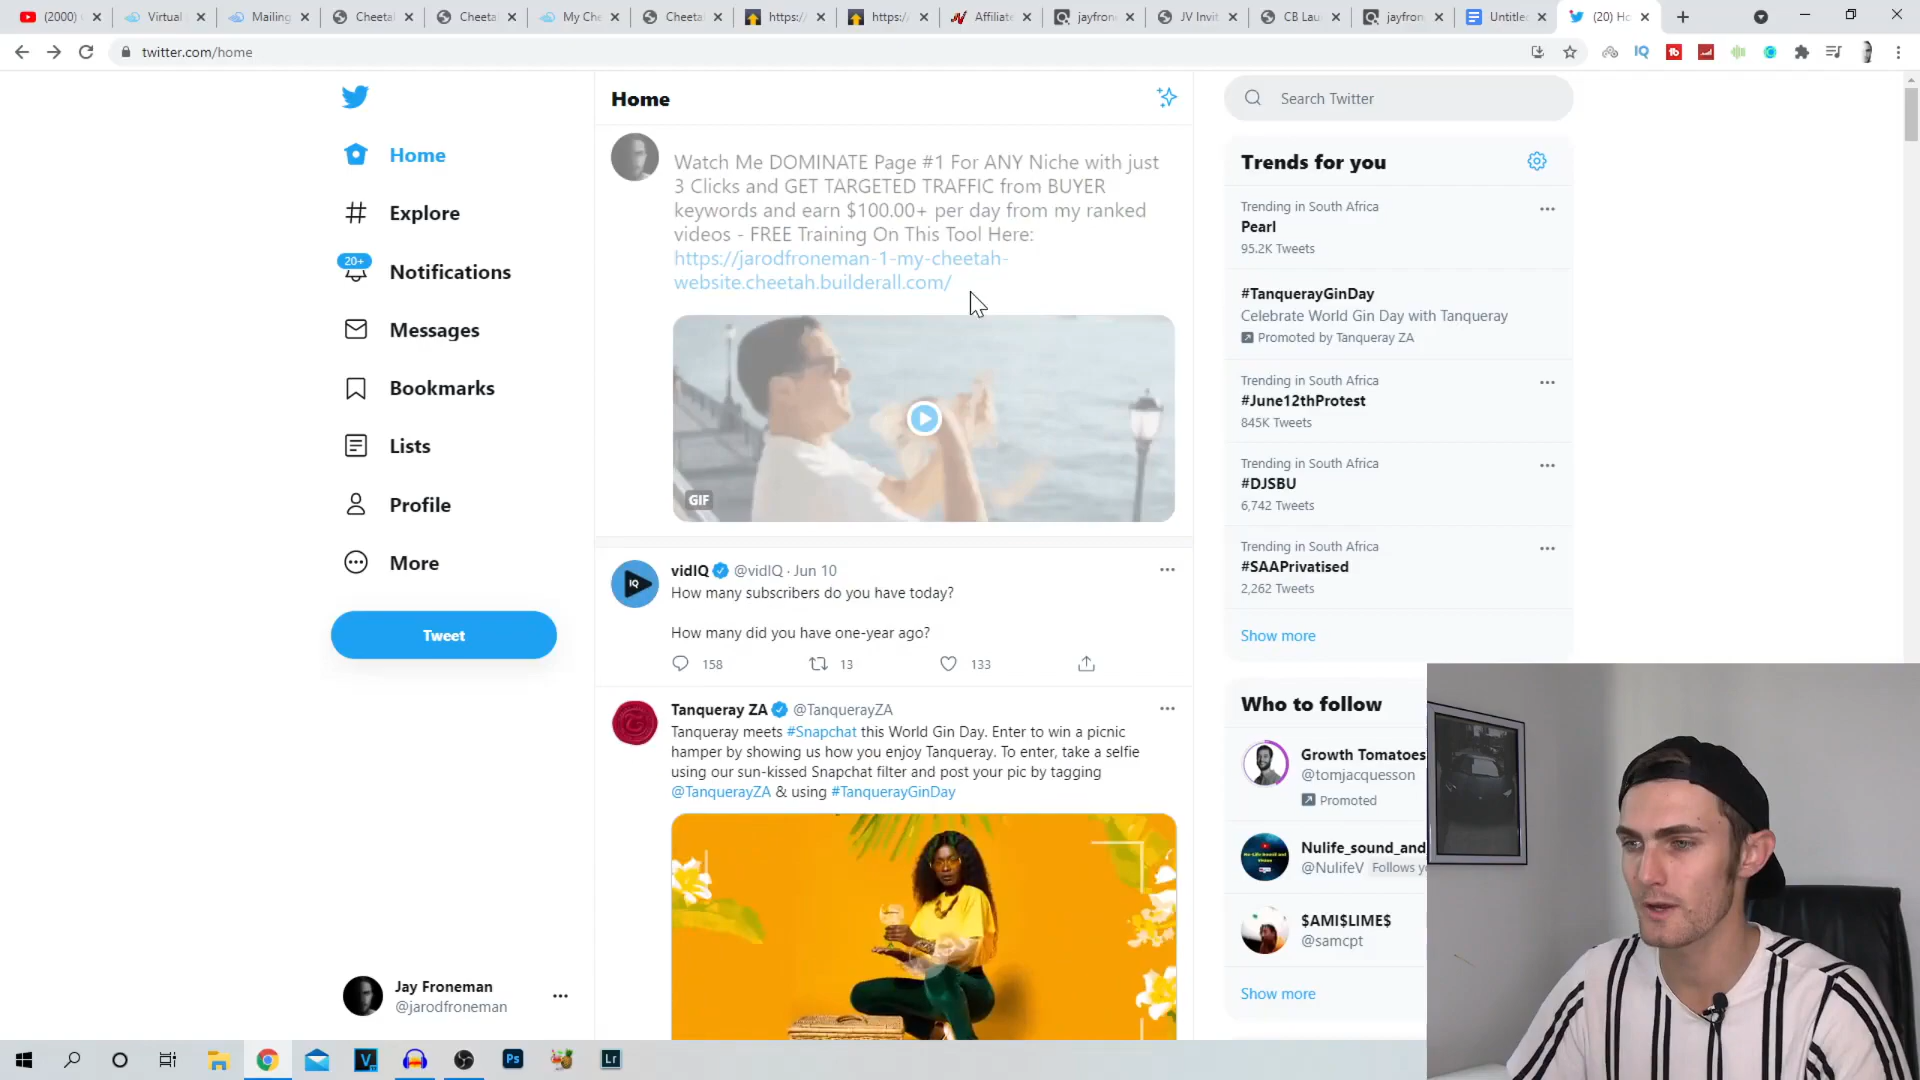 (2000)
Virtual
Mailing
Cheeta
Cheeta
My Che
Cheeta
https:/
https:/
Affiliate
jayfron
JV Invit
CB Lau
jayfron
Untitle
(20) Ho
twitter.com/home
Home
Explore
20+
Notifications
Messages
Bookmarks
Lists
Profile
More
Tweet
Jay Froneman
@jarodfroneman
Home
Watch Me DOMINATE Page #1 For ANY Niche with just
3 Clicks and GET TARGETED TRAFFIC from BUYER
keywords and earn $100.00+ per day from my ranked
videos - FREE Training On This Tool Here:
https://jarodfroneman-1-my-cheetah-
website.cheetah.builderall.com/
GIF
vidIQ @vidIQ · Jun 10
How many subscribers do you have today?
How many did you have one-year ago?
158 13 133
Tanqueray ZA @TanquerayZA
Tanqueray meets #Snapchat this World Gin Day. Enter to win a picnic
hamper by showing us how you enjoy Tanqueray. To enter, take a selfie
using our sun-kissed Snapchat filter and post your pic by tagging
@TanquerayZA & using #TanquerayGinDay
Search Twitter
Trends for you
Trending in South Africa
Pearl
95.2K Tweets
#TanquerayGinDay
Celebrate World Gin Day with Tanqueray
Promoted by Tanqueray ZA
Trending in South Africa
#June12thProtest
845K Tweets
Trending in South Africa
#DJSBU
6,742 Tweets
Trending in South Africa
#SAAPrivatised
2,262 Tweets
Show more
Who to follow
Growth Tomatoes
@tomjacquesson
Promoted
Nulife_sound_and
@NulifeV Follows yo
$AMI$LIME$
@samcpt
Show more
IQ
Ps
Lr